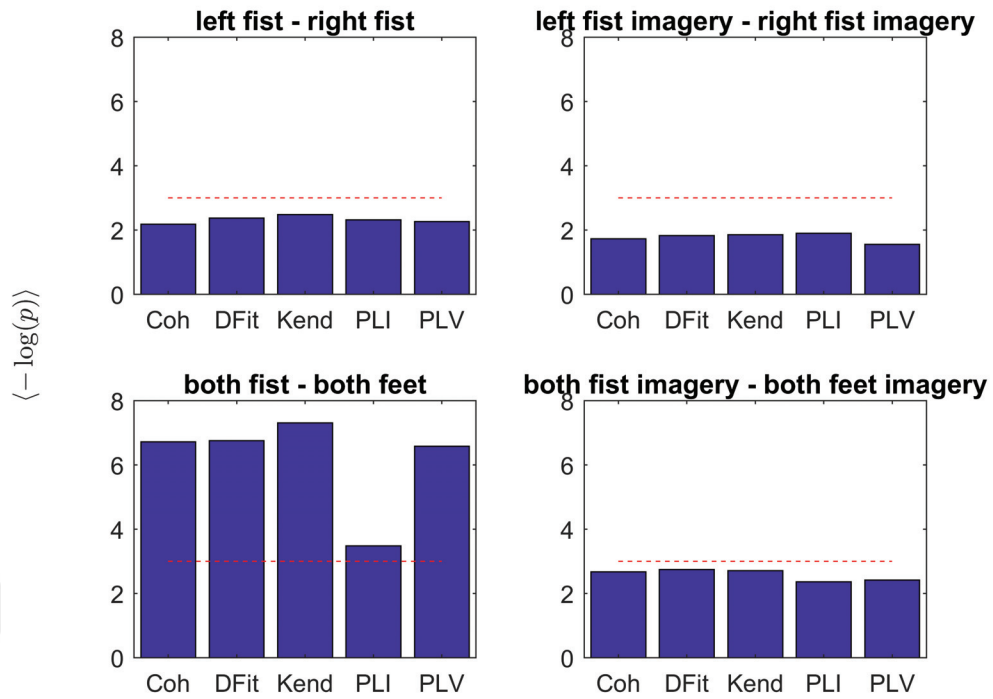 left fist - right fist
8
6
4
2
0
Coh DFit Kend PLI PLV
left fist imagery - right fist imagery
8
6
4
2
0
Coh DFit Kend PLI PLV
⟨− log(p)⟩
both fist - both feet
8
6
4
2
0
Coh DFit Kend PLI PLV
both fist imagery - both feet imagery
8
6
4
2
0
Coh DFit Kend PLI PLV